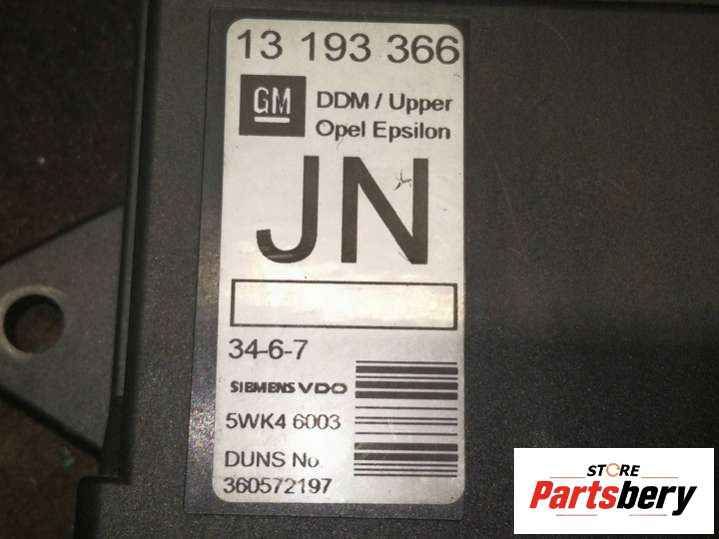 13 193 366
GM
DDM / Upper
Opel Epsilon
JN
34-6-7
SIEMENS VDO
5WK4 6003
DUNS No
360572197
STORE
Partsbery